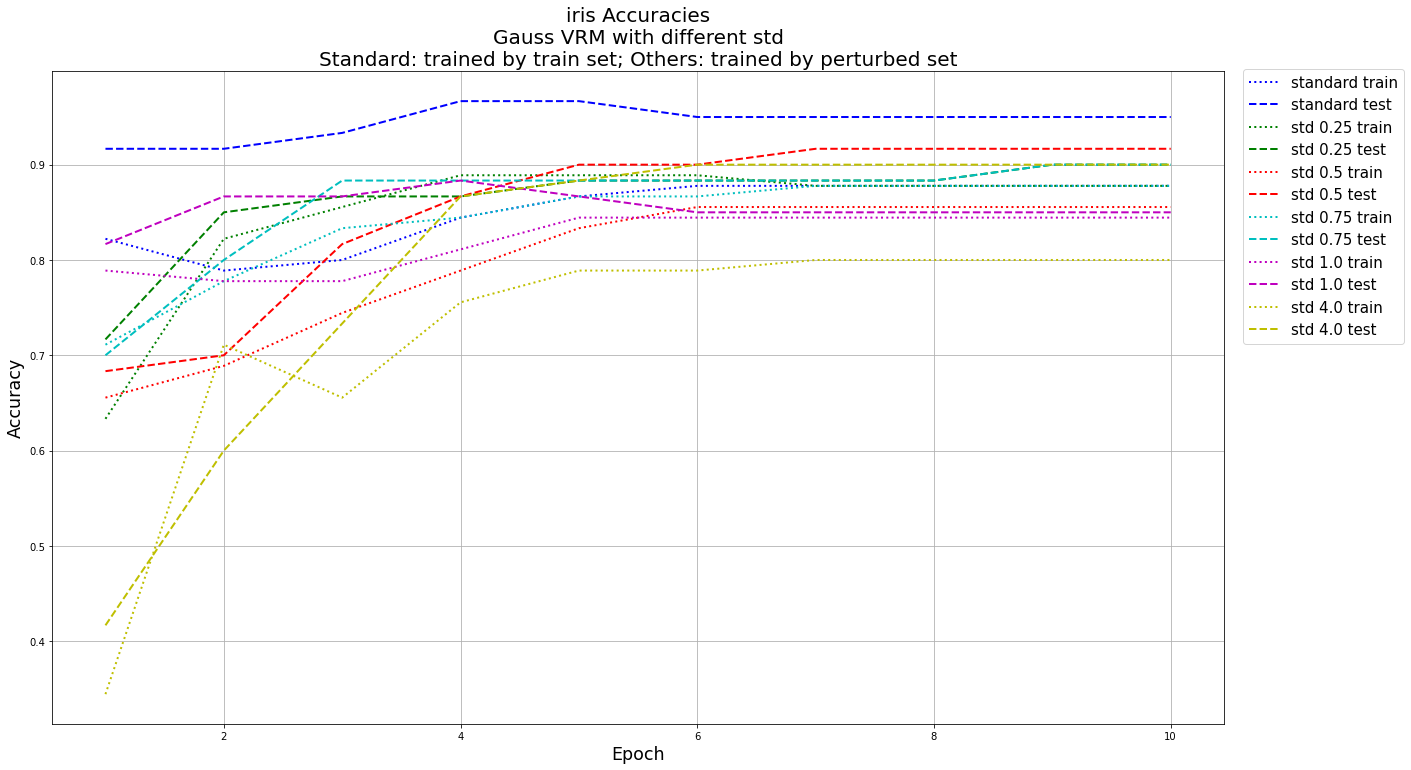 iris Accuracies
Gauss VRM with different std
Standard: trained by train set; Others: trained by perturbed set
standard train
standard test
std 0.25 train
std 0.25 test
std 0.5 train
std 0.5 test
std 0.75 train
std 0.75 test
std 1.0 train
std 1.0 test
std 4.0 train
std 4.0 test
Accuracy
0.9
0.8
0.7
0.6
0.5
0.4
2 4 6 8 10
Epoch